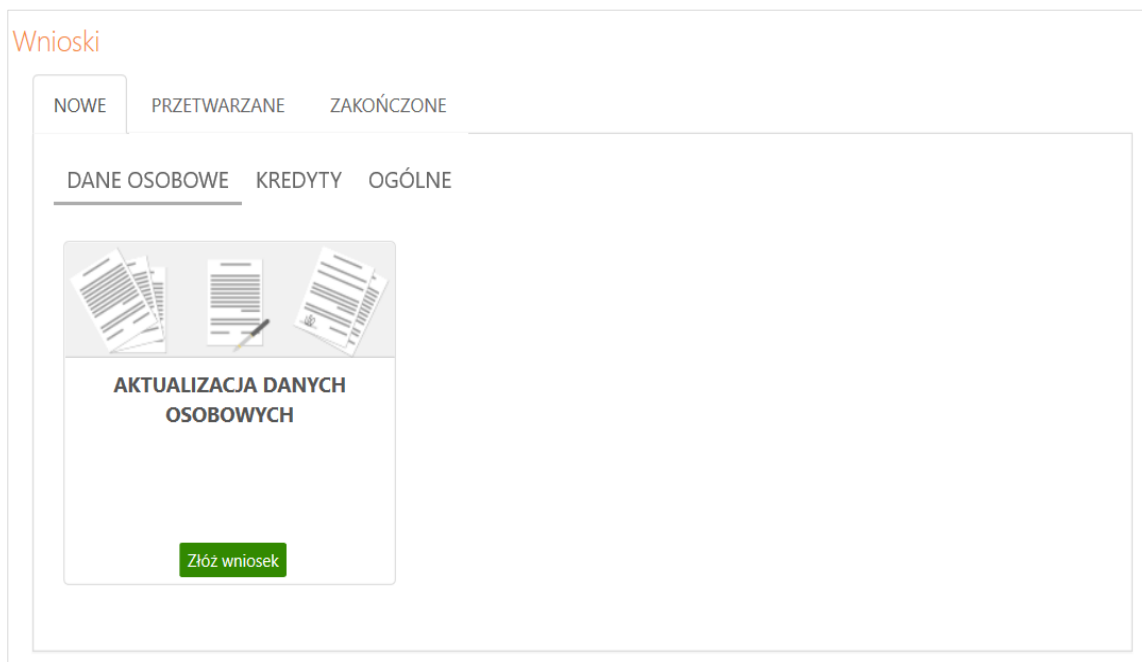 Wnioski
NOWE PRZETWARZANE ZAKOŃCZONE
DANE OSOBOWE KREDYTY OGÓLNE
AKTUALIZACJA DANYCH
OSOBOWYCH
Złóż wniosek